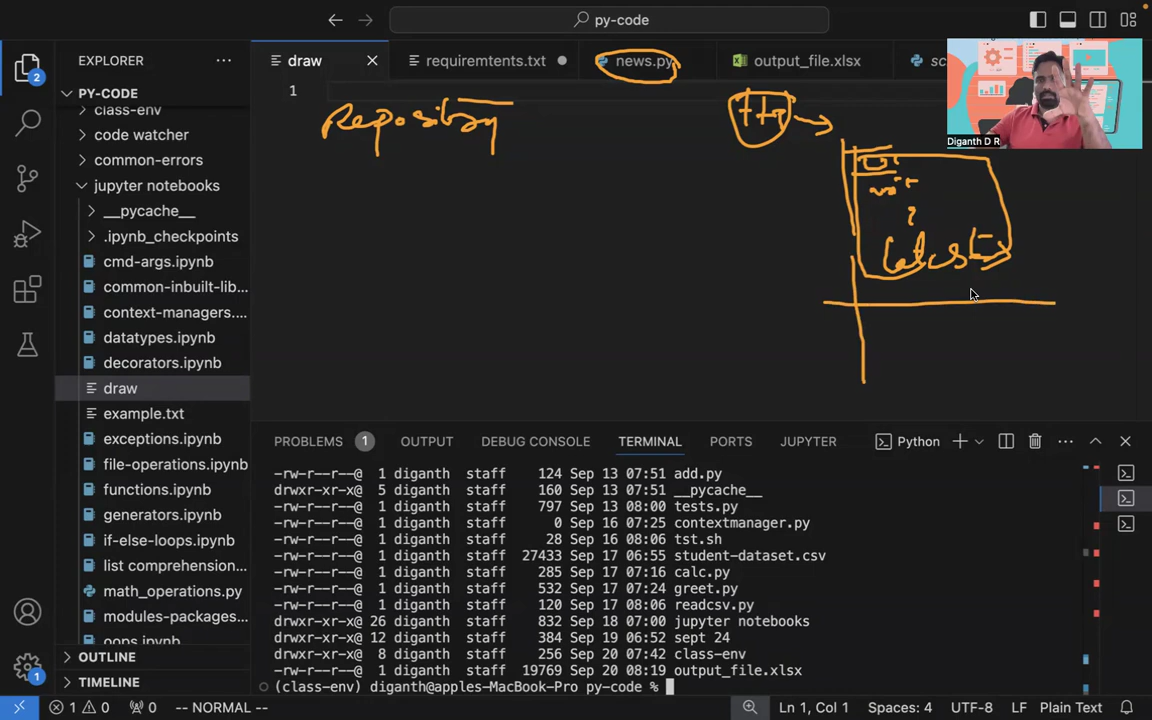 py-code
EXPLORER
draw
requiremtents.txt
news.py
output_file.xlsx
PY-CODE
1
Repository
Diganth D R
class-env
code watcher
common-errors
jupyter notebooks
__pycache__
.ipynb_checkpoints
cmd-args.ipynb
common-inbuilt-lib...
context-managers....
datatypes.ipynb
decorators.ipynb
draw
example.txt
exceptions.ipynb
file-operations.ipynb
functions.ipynb
generators.ipynb
if-else-loops.ipynb
list comprehension...
math_operations.py
modules-packages...
oops.ipynb
OUTLINE
TIMELINE
2
1
latest
PROBLEMS 1 OUTPUT DEBUG CONSOLE TERMINAL PORTS JUPYTER Python
-rw-r--r--@ 1 diganth staff 124 Sep 13 07:51 add.py
drwxr-xr-x@ 5 diganth staff 160 Sep 13 07:51 __pycache__
-rw-r--r--@ 1 diganth staff 797 Sep 13 08:00 tests.py
-rw-r--r--@ 1 diganth staff 0 Sep 16 07:25 contextmanager.py
-rw-r--r--@ 1 diganth staff 28 Sep 16 08:06 tst.sh
-rw-r--r--@ 1 diganth staff 27433 Sep 17 06:55 student-dataset.csv
-rw-r--r--@ 1 diganth staff 285 Sep 17 07:16 calc.py
-rw-r--r--@ 1 diganth staff 532 Sep 17 07:24 greet.py
-rw-r--r--@ 1 diganth staff 120 Sep 17 08:06 readcsv.py
drwxr-xr-x@ 26 diganth staff 832 Sep 18 07:00 jupyter notebooks
drwxr-xr-x@ 12 diganth staff 384 Sep 19 06:52 sept 24
drwxr-xr-x@ 8 diganth staff 256 Sep 20 07:42 class-env
-rw-r--r--@ 1 diganth staff 19769 Sep 20 08:19 output_file.xlsx
(class-env) diganth@apples-MacBook-Pro py-code %
1 0 0 -- NORMAL -- Ln 1, Col 1 Spaces: 4 UTF-8 LF Plain Text